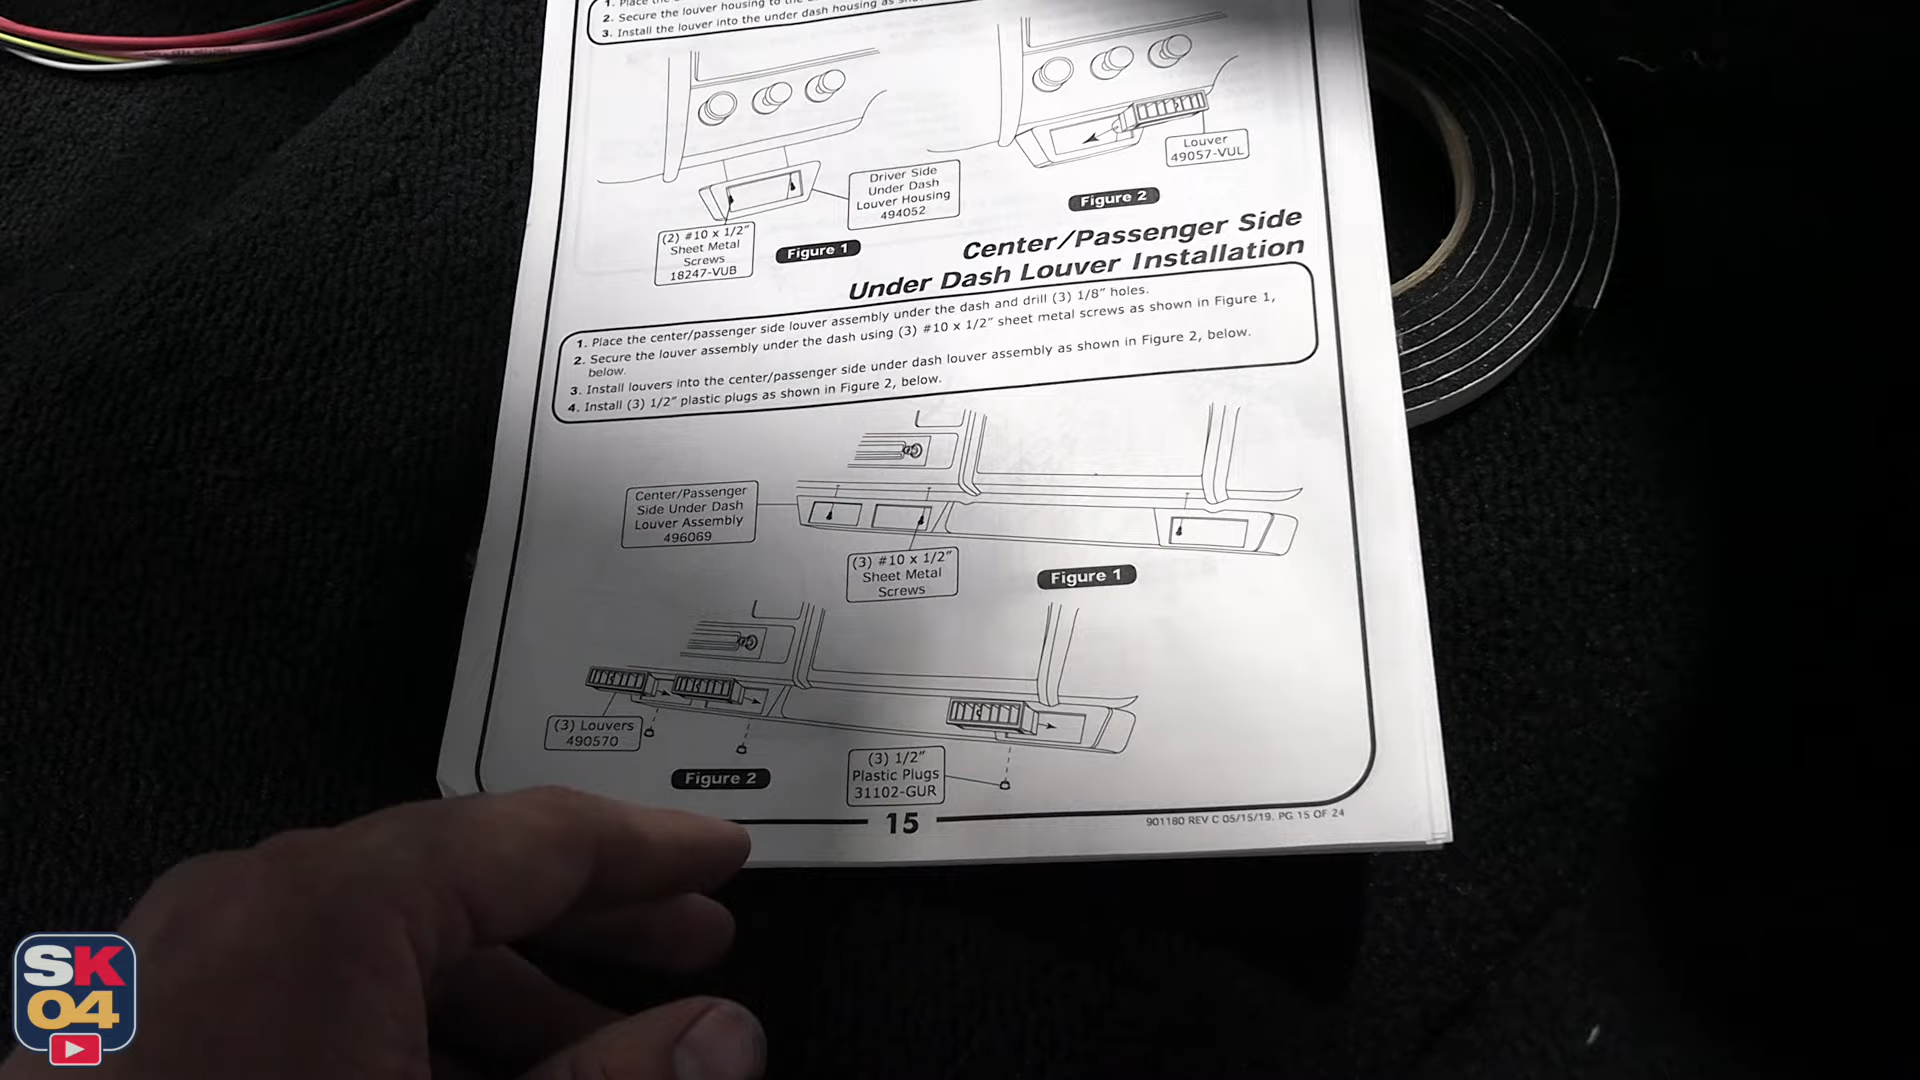 1. Place the
2. Secure the louver housing to the
3. Install the louver into the under dash housing as
Louver
49057-VUL
Driver Side
Under Dash
Louver Housing
494052
Figure 2
(2) #10 x 1/2"
Sheet Metal
Screws
18247-VUB
Figure 1
Center/Passenger Side
Under Dash Louver Installation
1. Place the center/passenger side louver assembly under the dash and drill (3) 1/8" holes.
2. Secure the louver assembly under the dash using (3) #10 x 1/2" sheet metal screws as shown in Figure 1,
below.
3. Install louvers into the center/passenger side under dash louver assembly as shown in Figure 2, below.
4. Install (3) 1/2" plastic plugs as shown in Figure 2, below.
Center/Passenger
Side Under Dash
Louver Assembly
496069
(3) #10 x 1/2"
Sheet Metal
Screws
Figure 1
(3) Louvers
490570
Figure 2
(3) 1/2"
Plastic Plugs
31102-GUR
15
901180 REV C 05/15/19, PG 15 OF 24
SK
04